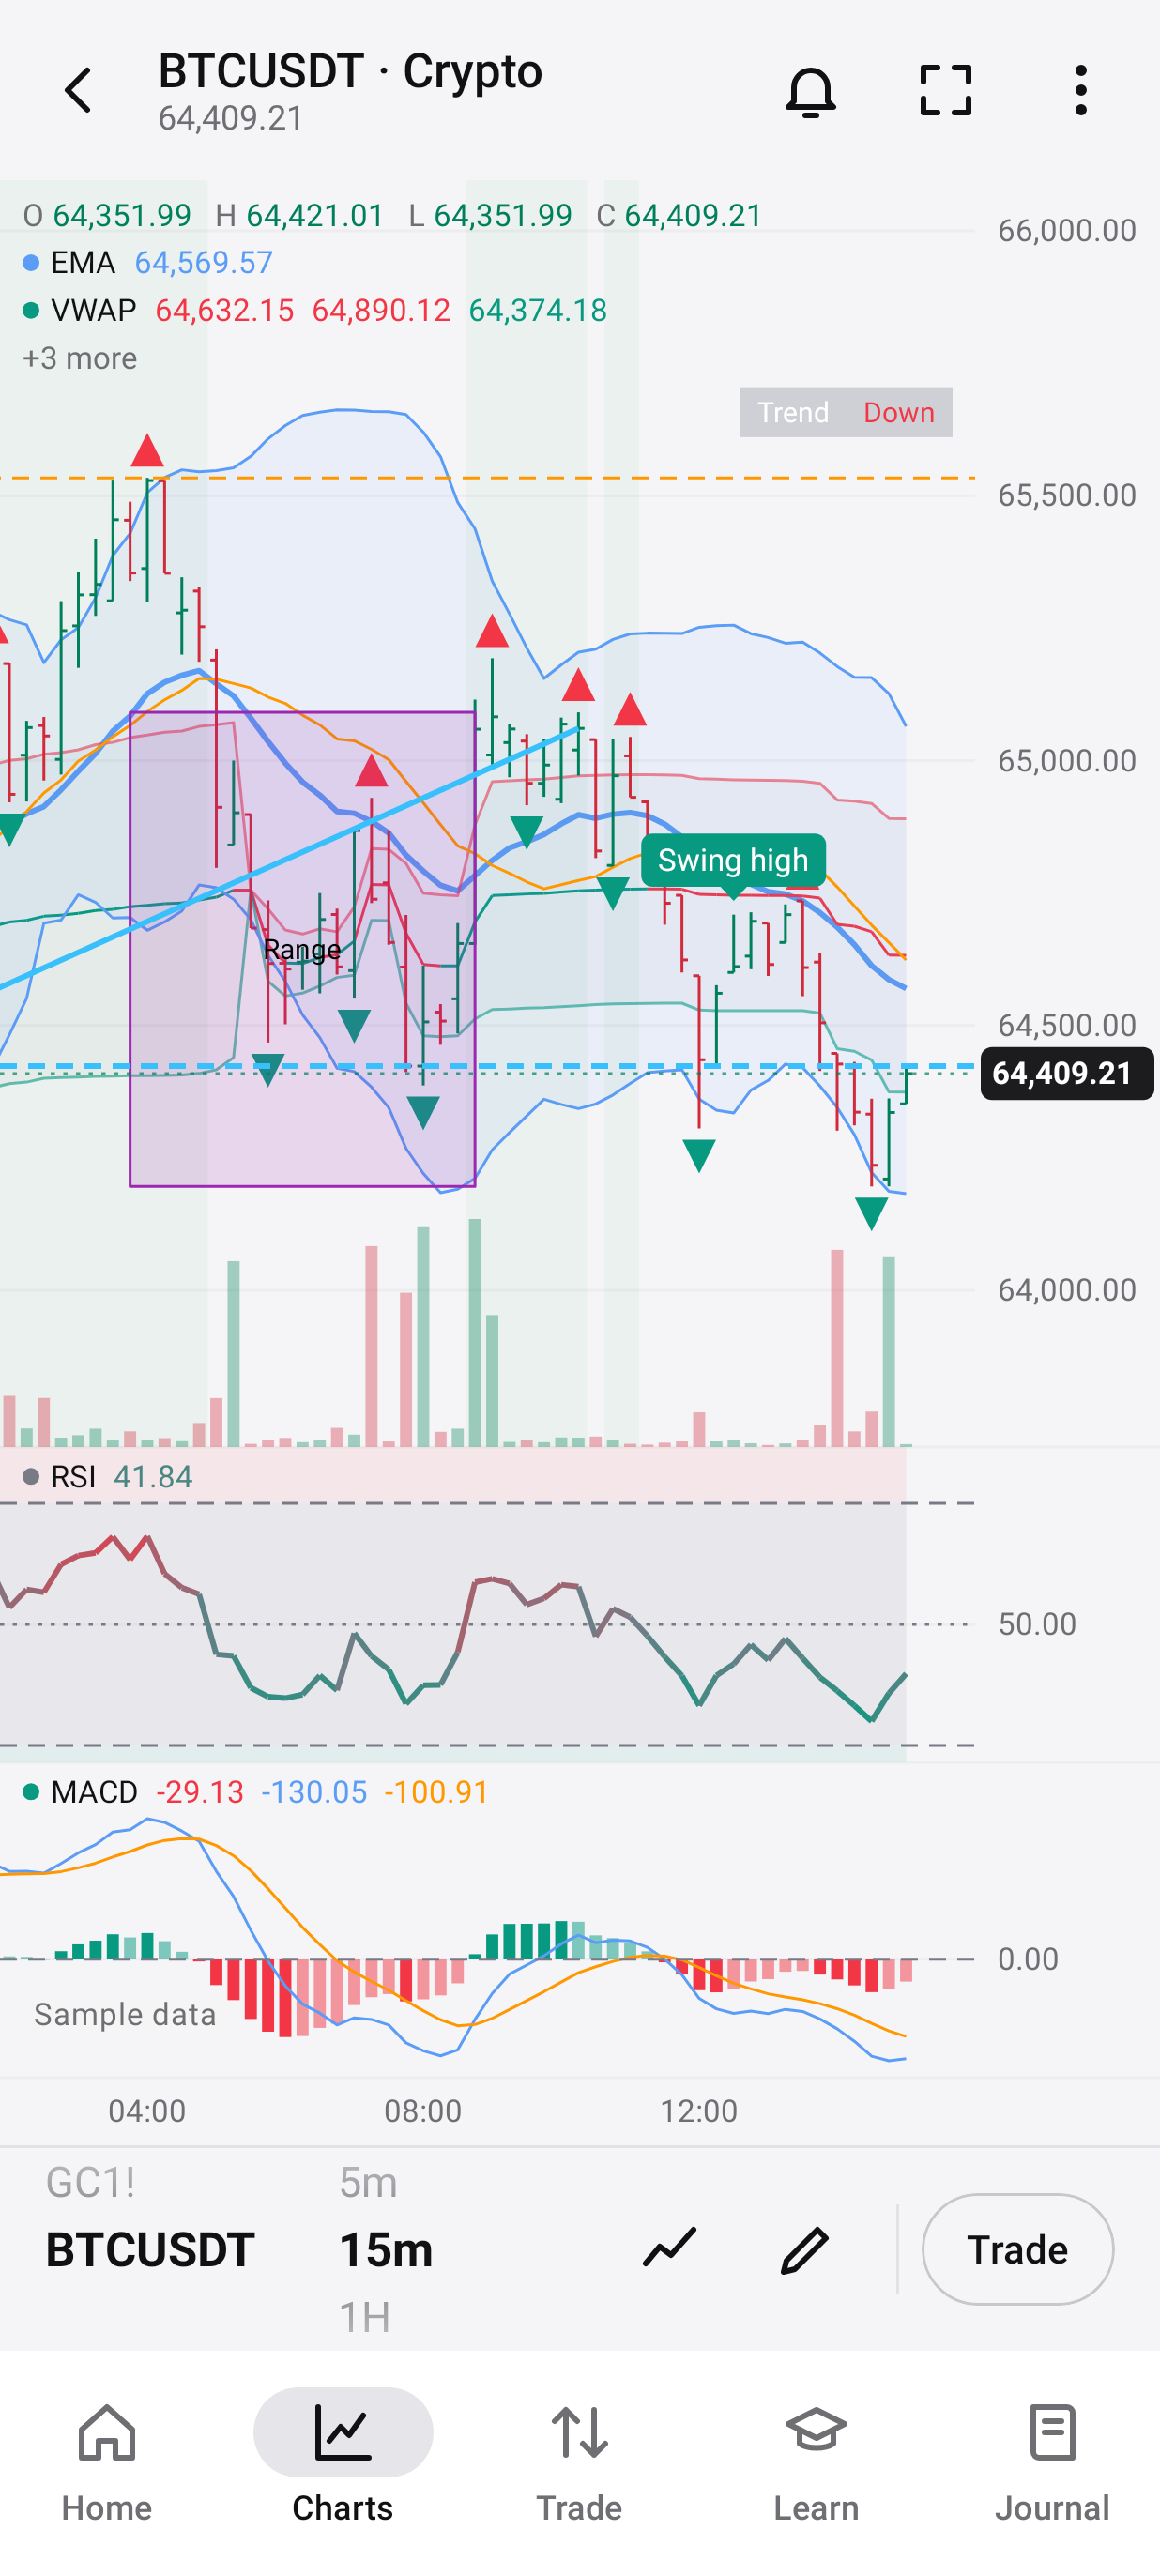 BTCUSDT · Crypto
64,409.21
O 64,351.99 H 64,421.01 L 64,351.99 C 64,409.21
66,000.00
EMA 64,569.57
VWAP 64,632.15 64,890.12 64,374.18
+3 more
Trend Down
65,500.00
65,000.00
Swing high
Range
64,500.00
64,409.21
64,000.00
RSI 41.84
50.00
MACD -29.13 -130.05 -100.91
0.00
Sample data
04:00 08:00 12:00
GC1! 5m
BTCUSDT 15m Trade
1H
Home Charts Trade Learn Journal